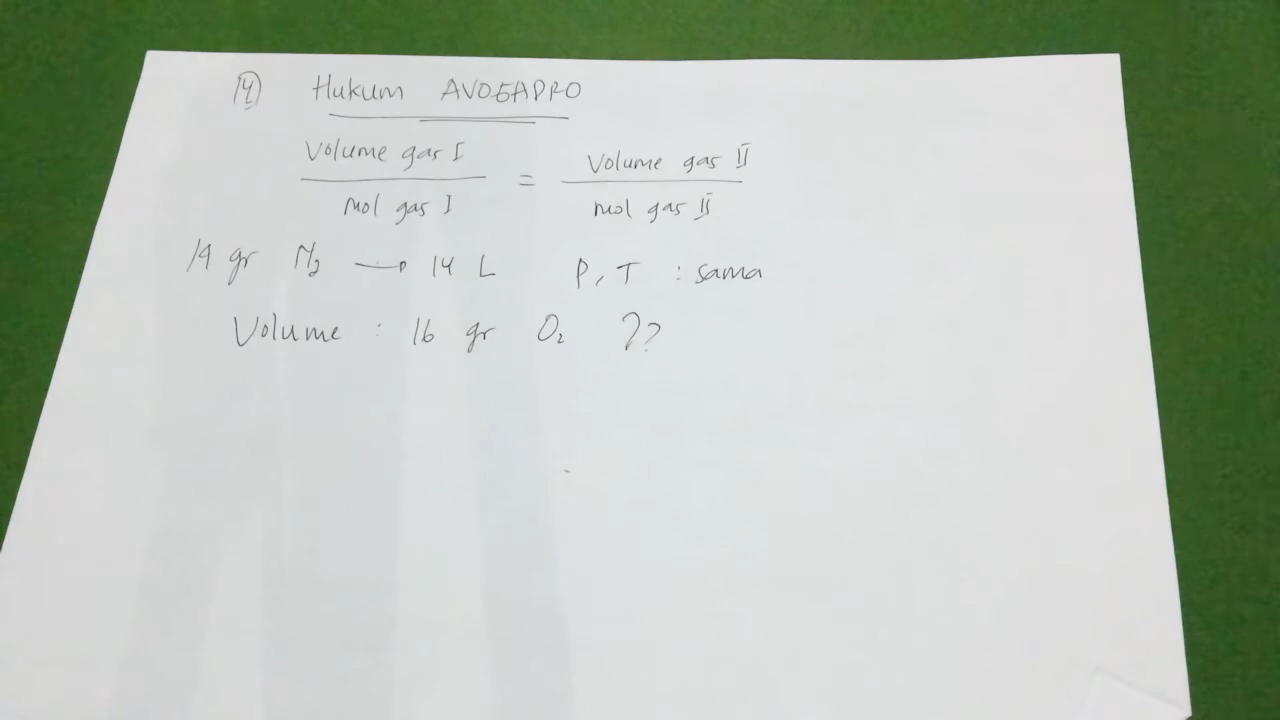 14 Hukum AVOGADRO
Volume gas I = Volume gas II
mol gas I mol gas II
14 gr N2 → 14 L P, T : sama
Volume : 16 gr O2 ??